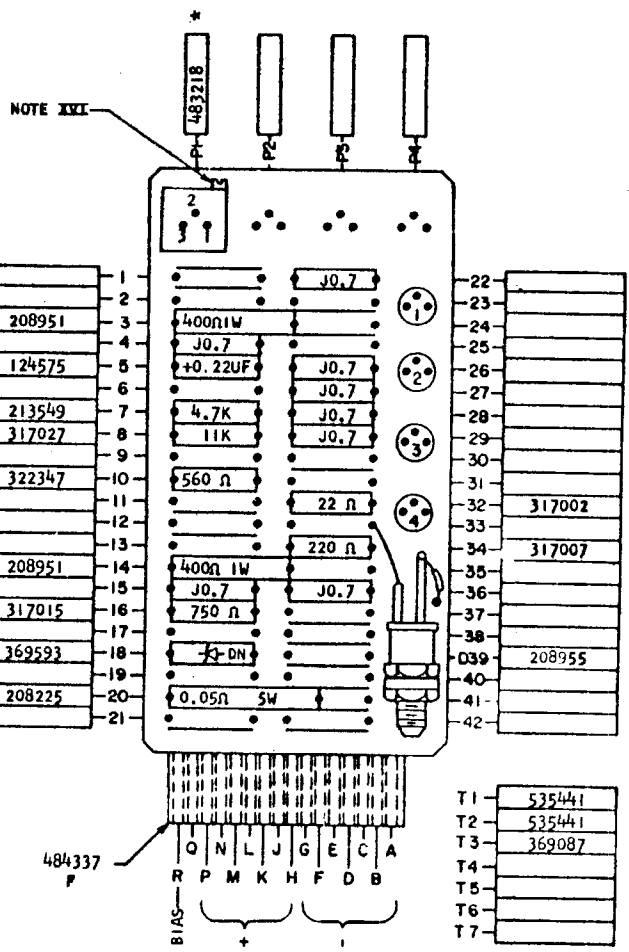 *
483218
NOTE XVI
P1
P2
P3
P4
2
3 1
1 J0.7 22
2 23
1
208951 3 400Ω1W 24
4 J0.7 25
124575 5 +0.22UF J0.7 26
2
6 J0.7 27
213549 7 4.7K J0.7 28
317027 8 11K J0.7 29
3
9 30
322347 10 560 Ω 31
11 22 Ω 32 317002
4
12 33
13 220 Ω 34 317007
208951 14 400Ω 1W 35
15 J0.7 J0.7 36
317015 16 750 Ω 37
17 38
369593 18 DN D39 208955
19 40
208225 20 0.05Ω 5W 41
21 42
T1 535441
T2 535441
T3 369087
T4
T5
T6
T7
484337
Q N L J G E C A
R P M K H F D B
BIAS
+
-